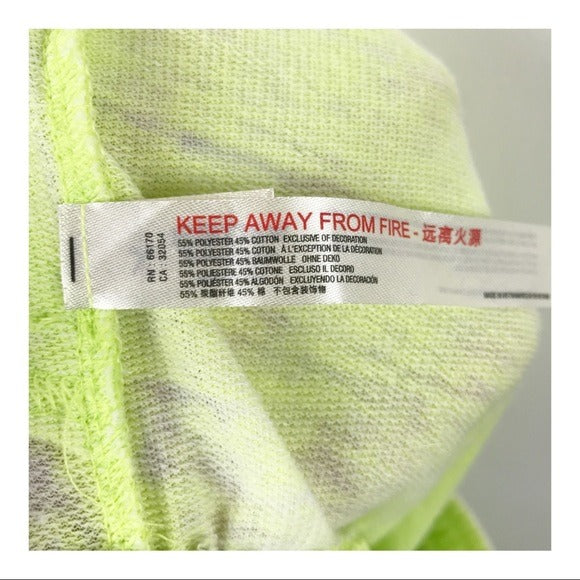 RN : 66170
CA : 32054
KEEP AWAY FROM FIRE - 远离火源
55% POLYESTER 45% COTTON EXCLUSIVE OF DECORATION
55% POLYESTER 45% COTON À L'EXCEPTION DE LA DÉCORATION
55% POLYESTER 45% BAUMWOLLE OHNE DEKO
55% POLIESTERE 45% COTONE ESCLUSO IL DECORO
55% POLIÉSTER 45% ALGODÓN EXCLUYENDO LA DECORACIÓN
55% 聚酯纤维 45% 棉 不包含装饰物